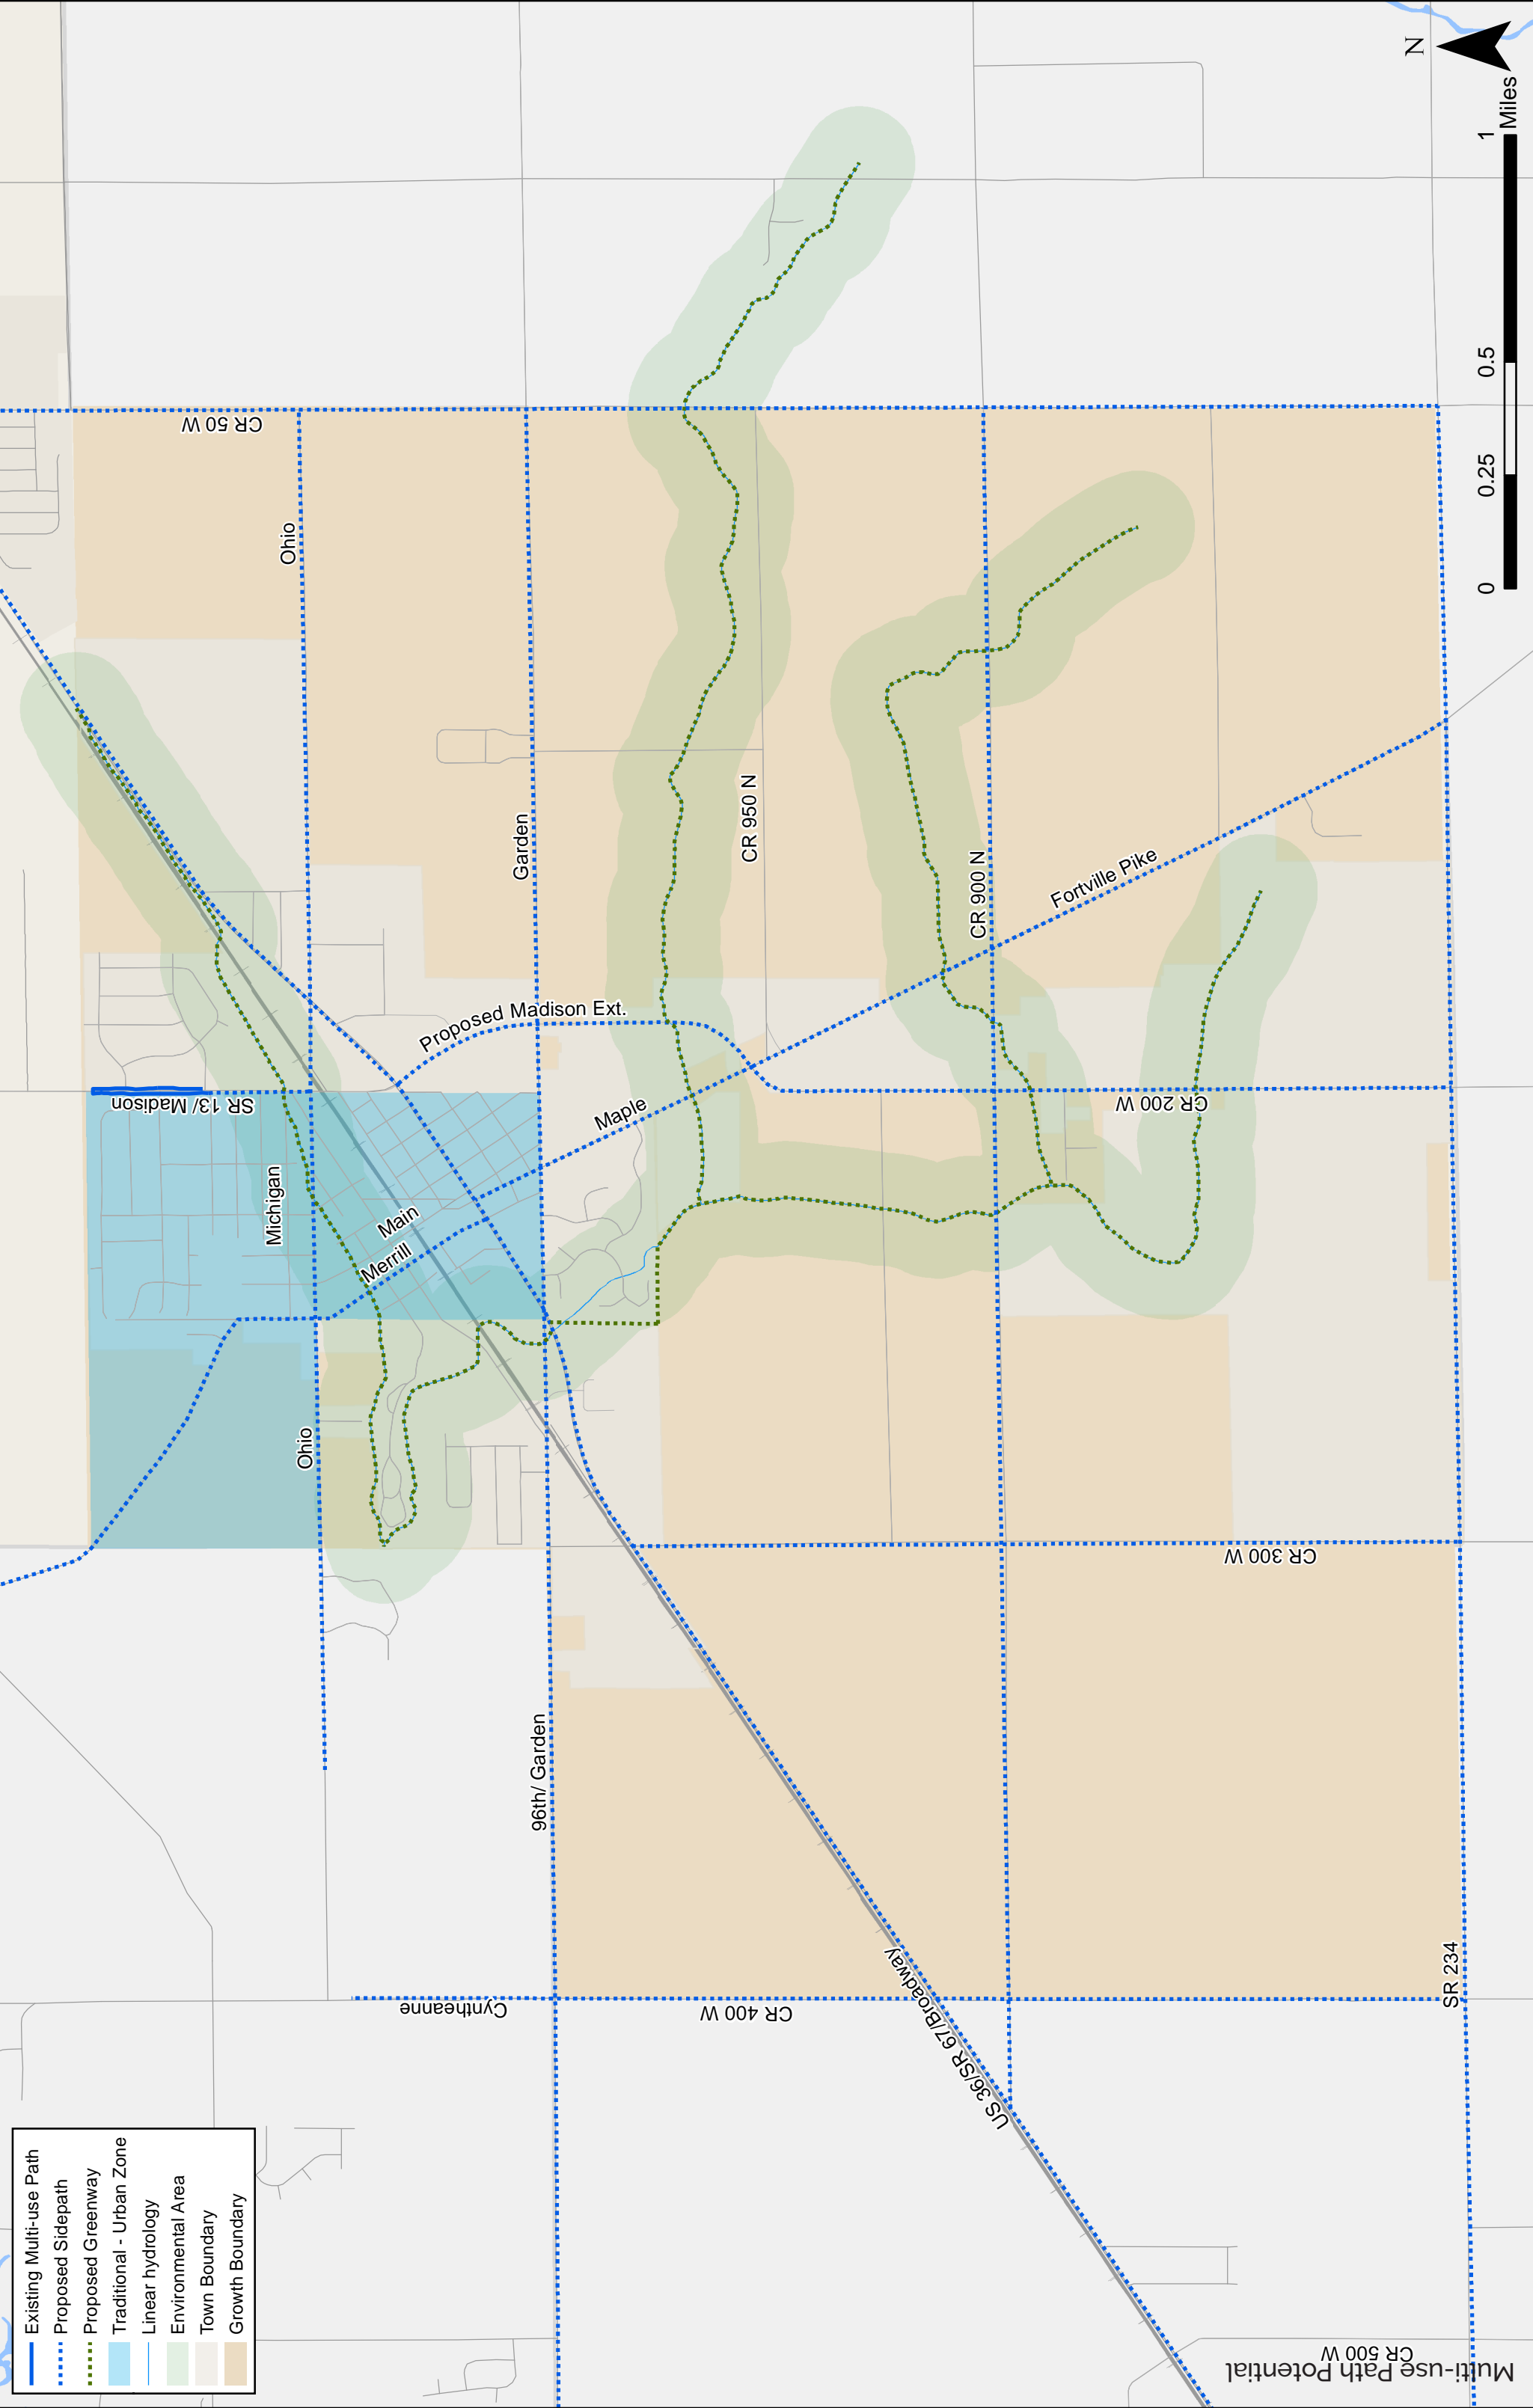 Existing Multi-use Path
Proposed Sidepath
Proposed Greenway
Traditional - Urban Zone
Linear hydrology
Environmental Area
Town Boundary
Growth Boundary
SR 13/ Madison
CR 50 W
Ohio
Michigan
Ohio
Main
Merrill
Garden
Proposed Madison Ext.
Maple
96th/ Garden
Cyntheanne
CR 950 N
CR 400 W
CR 900 N
Fortville Pike
US 36/SR 67/Broadway
CR 200 W
CR 300 W
SR 234
CR 500 W
Multi-use Path Potential
N
0 0.25 0.5 1
Miles